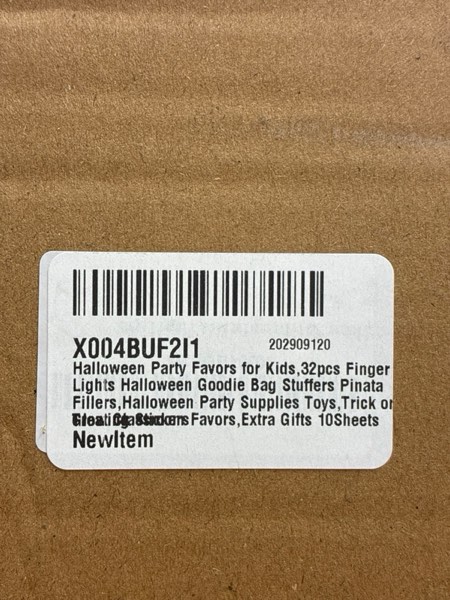 X004BUF2I1
202909120
Halloween Party Favors for Kids,32pcs Finger
Lights Halloween Goodie Bag Stuffers Pinata
Fillers,Halloween Party Supplies Toys,Trick or
Favors,Extra Gifts 10Sheets
NewItem